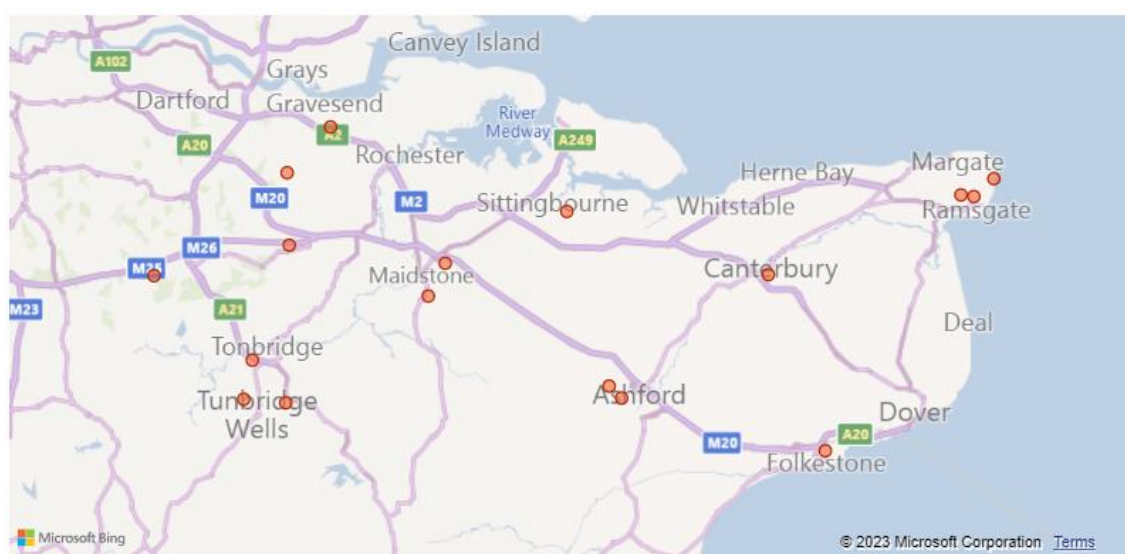 Canvey Island
A102
Grays
Dartford
Gravesend
River
Medway
A2
A249
A20
Rochester
Margate
Herne Bay
M20
M2
Sittingbourne
Whitstable
Ramsgate
M26
M25
Maidstone
Canterbury
M23
A21
Deal
Tonbridge
Ashford
Tunbridge
Wells
Dover
M20
A20
Folkestone
Microsoft Bing
© 2023 Microsoft Corporation Terms